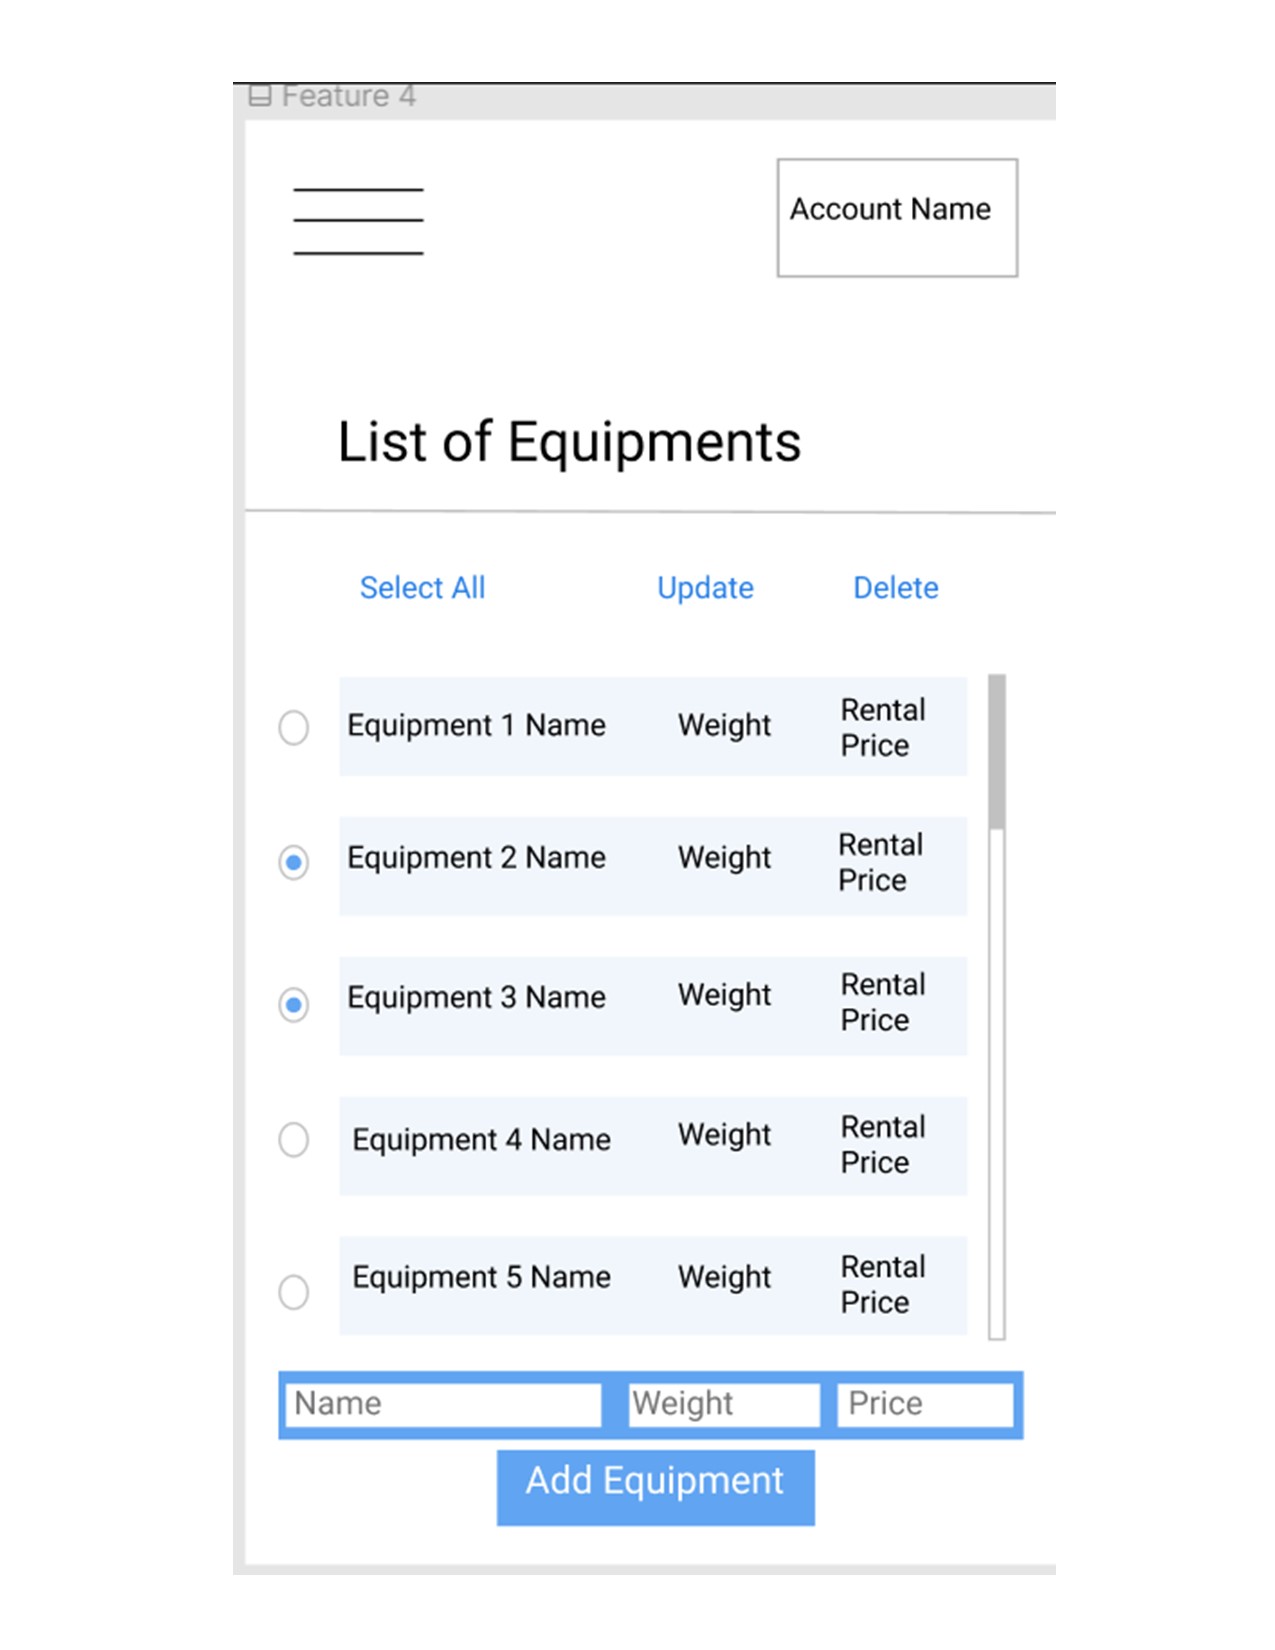 Feature 4
Account Name
List of Equipments
Select All Update Delete
Equipment 1 Name Weight Rental
Price
Equipment 2 Name Weight Rental
Price
Equipment 3 Name Weight Rental
Price
Equipment 4 Name Weight Rental
Price
Equipment 5 Name Weight Rental
Price
Name Weight Price
Add Equipment